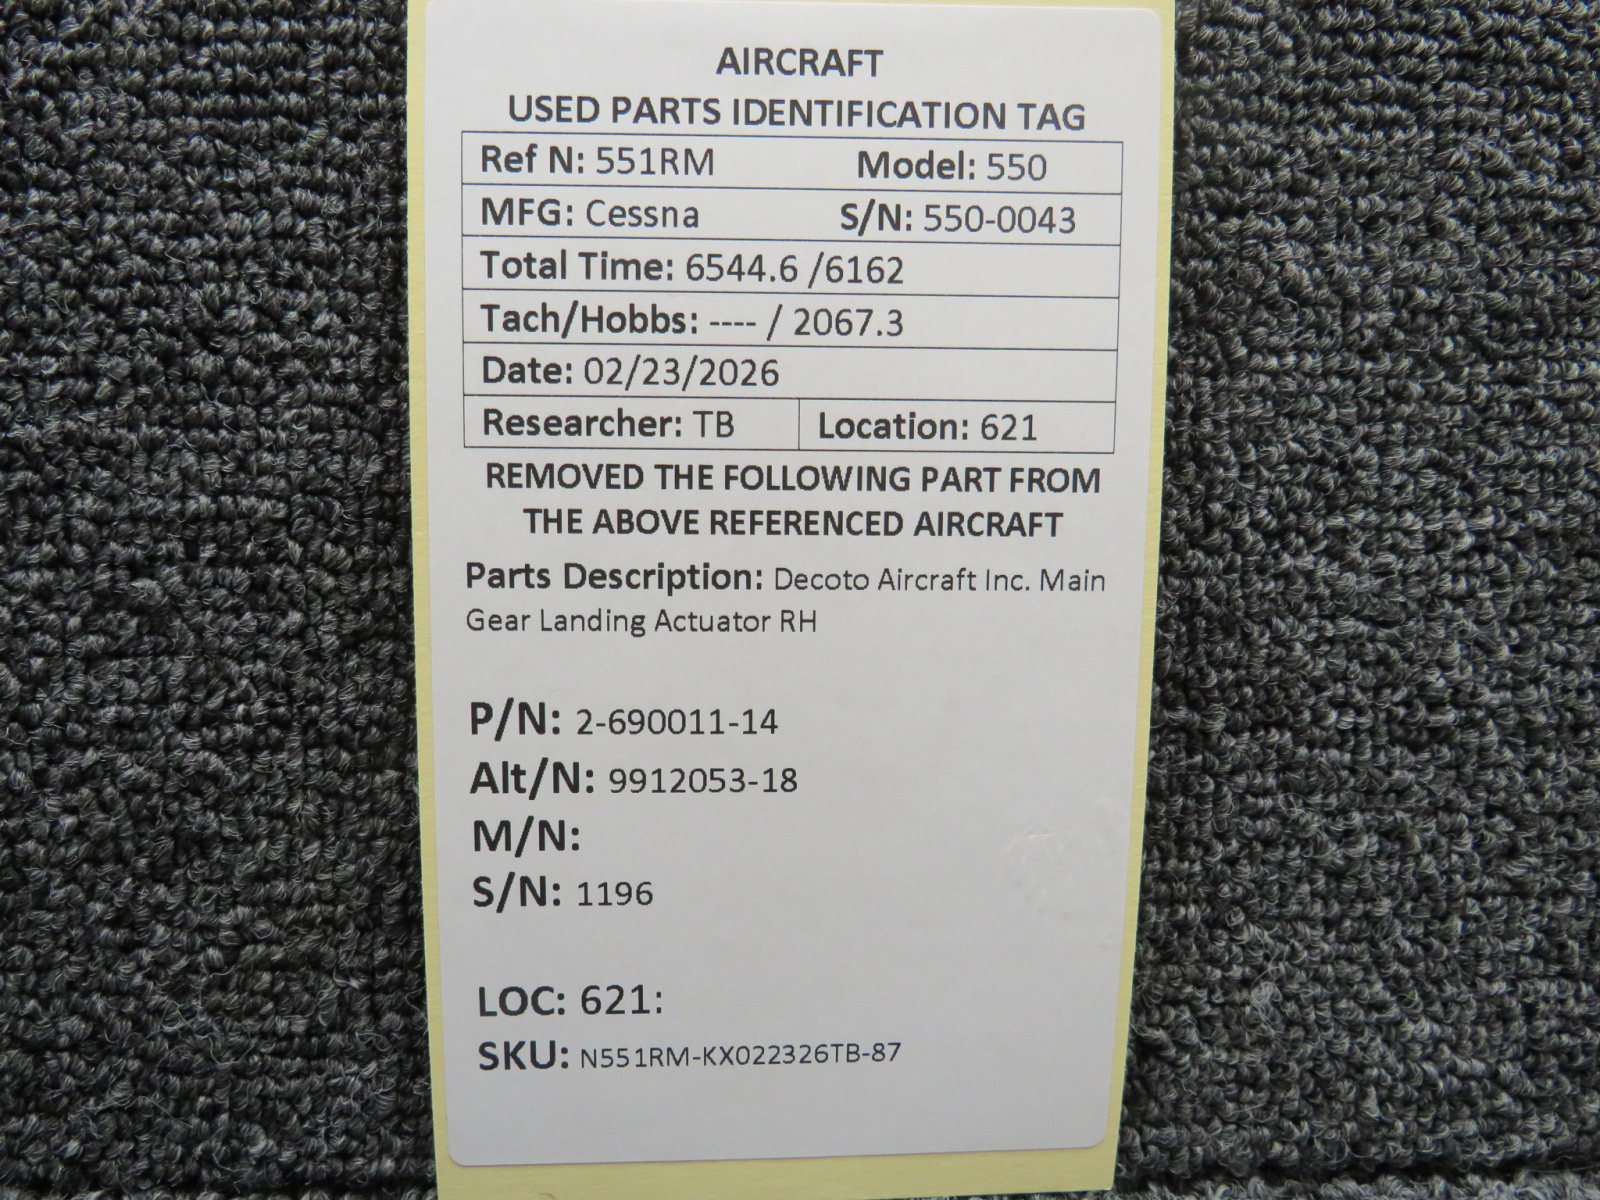 AIRCRAFT
USED PARTS IDENTIFICATION TAG
Ref N: 551RM Model: 550
MFG: Cessna S/N: 550-0043
Total Time: 6544.6 /6162
Tach/Hobbs: ---- / 2067.3
Date: 02/23/2026
Researcher: TB Location: 621
REMOVED THE FOLLOWING PART FROM
THE ABOVE REFERENCED AIRCRAFT
Parts Description: Decoto Aircraft Inc. Main
Gear Landing Actuator RH
P/N: 2-690011-14
Alt/N: 9912053-18
M/N:
S/N: 1196
LOC: 621:
SKU: N551RM-KX022326TB-87